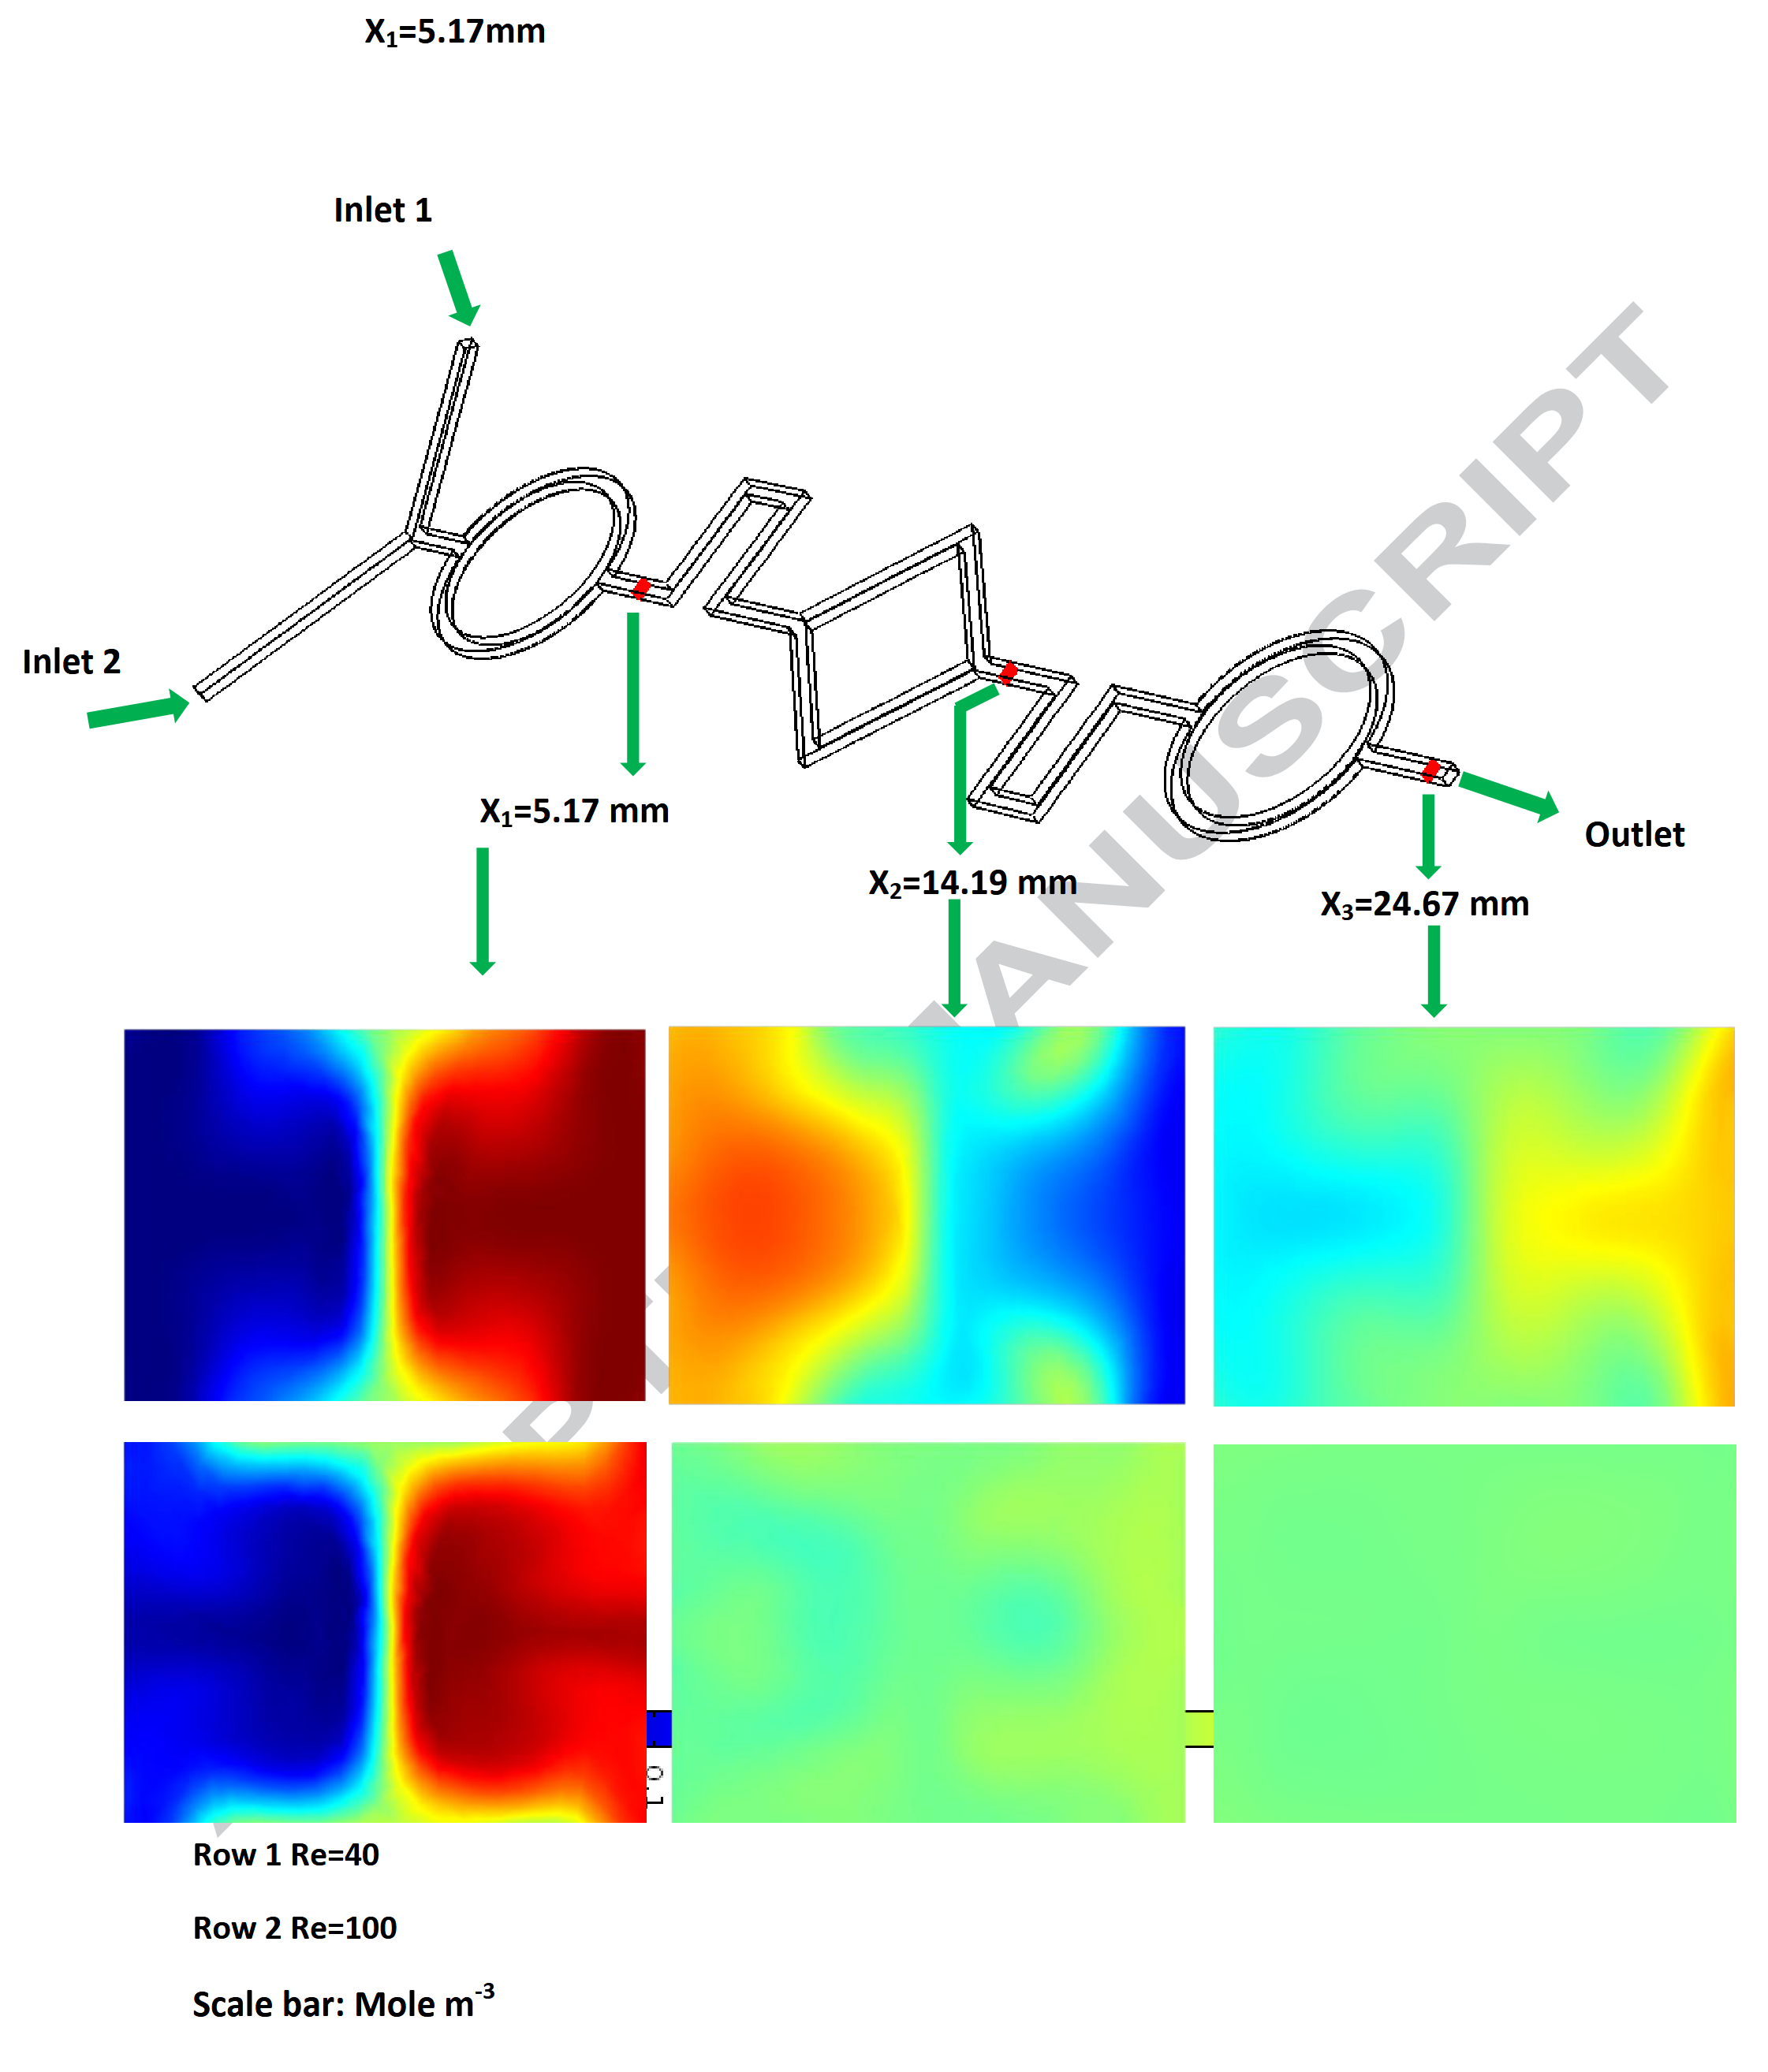 X₁=5.17mm
Inlet 1
Inlet 2
X₁=5.17 mm
Outlet
X₂=14.19 mm
X₃=24.67 mm
ANUSCRIPT
Row 1 Re=40
Row 2 Re=100
Scale bar: Mole m⁻³